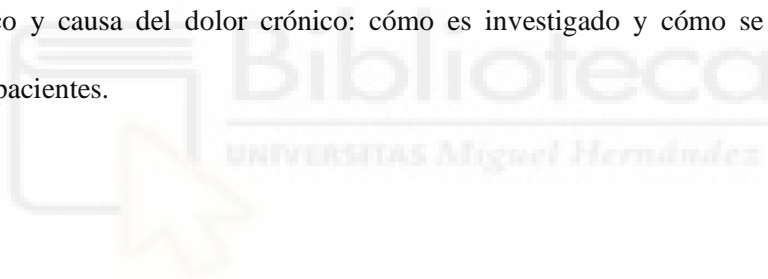 co y causa del dolor crónico: cómo es investigado y cómo se
pacientes.
Biblioteca
UNIVERSITAS Miguel Hernández